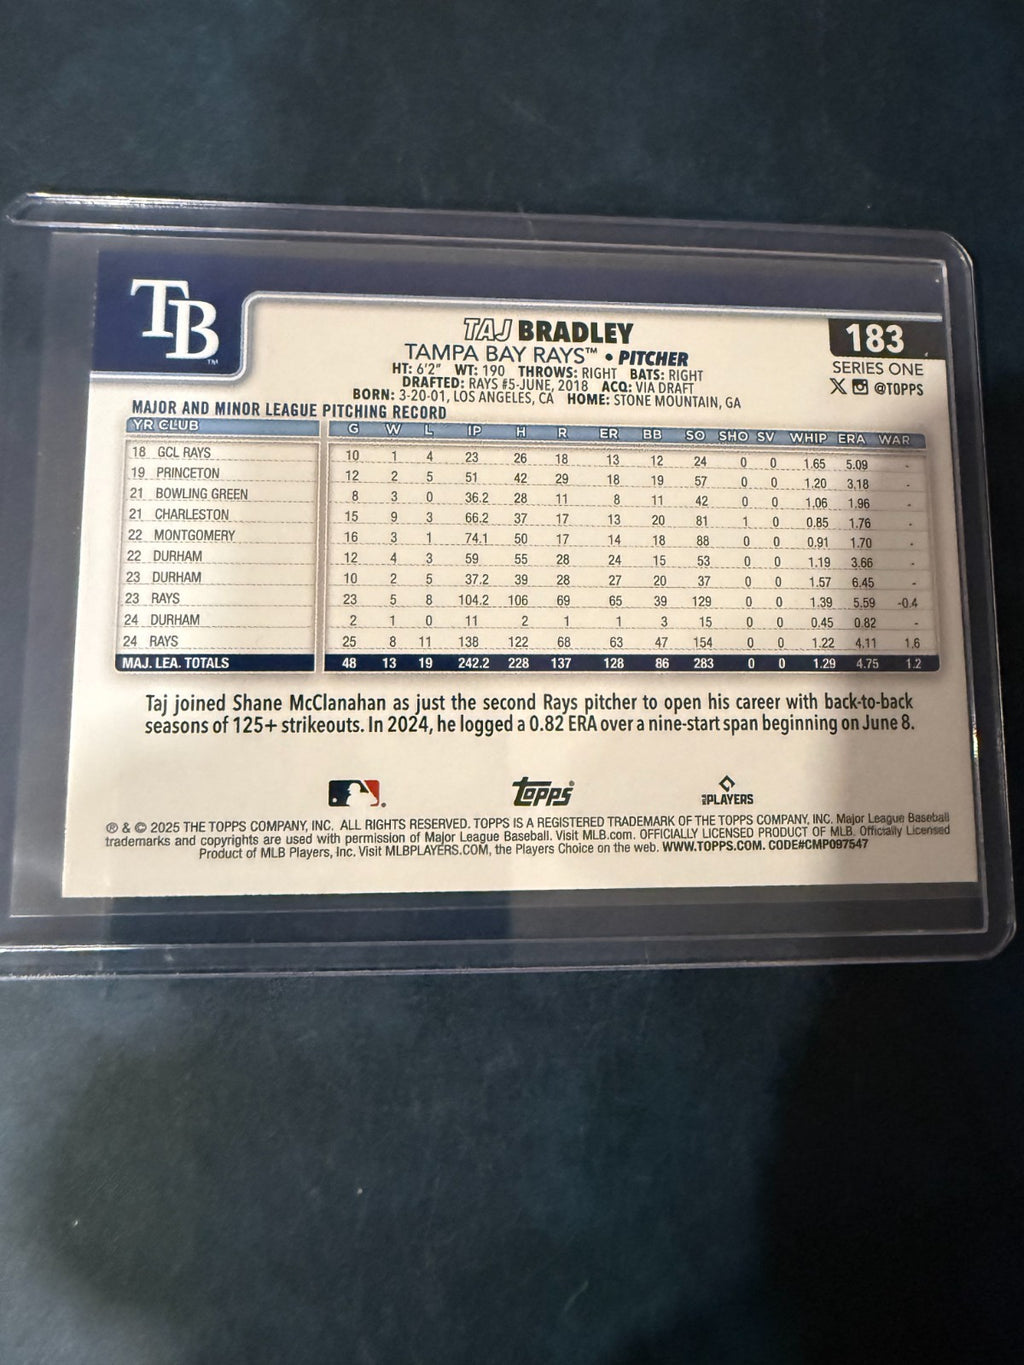 TB™
TAJ BRADLEY
183
TAMPA BAY RAYS™ • PITCHER
SERIES ONE
HT: 6'2" WT: 190 THROWS: RIGHT BATS: RIGHT
@TOPPS
DRAFTED: RAYS #5-JUNE, 2018 ACQ: VIA DRAFT
BORN: 3-20-01, LOS ANGELES, CA HOME: STONE MOUNTAIN, GA
MAJOR AND MINOR LEAGUE PITCHING RECORD
YR CLUB G W L IP H R ER BB SO SHO SV WHIP ERA WAR
18 GCL RAYS 10 1 4 23 26 18 13 12 24 0 0 1.65 5.09 -
19 PRINCETON 12 2 5 51 42 29 18 19 57 0 0 1.20 3.18 -
21 BOWLING GREEN 8 3 0 36.2 28 11 8 11 42 0 0 1.06 1.96 -
21 CHARLESTON 15 9 3 66.2 37 17 13 20 81 1 0 0.85 1.76 -
22 MONTGOMERY 16 3 1 74.1 50 17 14 18 88 0 0 0.91 1.70 -
22 DURHAM 12 4 3 59 55 28 24 15 53 0 0 1.19 3.66 -
23 DURHAM 10 2 5 37.2 39 28 27 20 37 0 0 1.57 6.45 -
23 RAYS 23 5 8 104.2 106 69 65 39 129 0 0 1.39 5.59 -0.4
24 DURHAM 2 1 0 11 2 1 1 3 15 0 0 0.45 0.82 -
24 RAYS 25 8 11 138 122 68 63 47 154 0 0 1.22 4.11 1.6
MAJ. LEA. TOTALS 48 13 19 242.2 228 137 128 86 283 0 0 1.29 4.75 1.2
Taj joined Shane McClanahan as just the second Rays pitcher to open his career with back-to-back
seasons of 125+ strikeouts. In 2024, he logged a 0.82 ERA over a nine-start span beginning on June 8.
Topps®
MLB PLAYERS
® & © 2025 THE TOPPS COMPANY, INC. ALL RIGHTS RESERVED. TOPPS IS A REGISTERED TRADEMARK OF THE TOPPS COMPANY, INC. Major League Baseball
trademarks and copyrights are used with permission of Major League Baseball. Visit MLB.com. OFFICIALLY LICENSED PRODUCT OF MLB. Officially Licensed
Product of MLB Players, Inc. Visit MLBPLAYERS.COM, the Players Choice on the web. WWW.TOPPS.COM. CODE#CMP097547